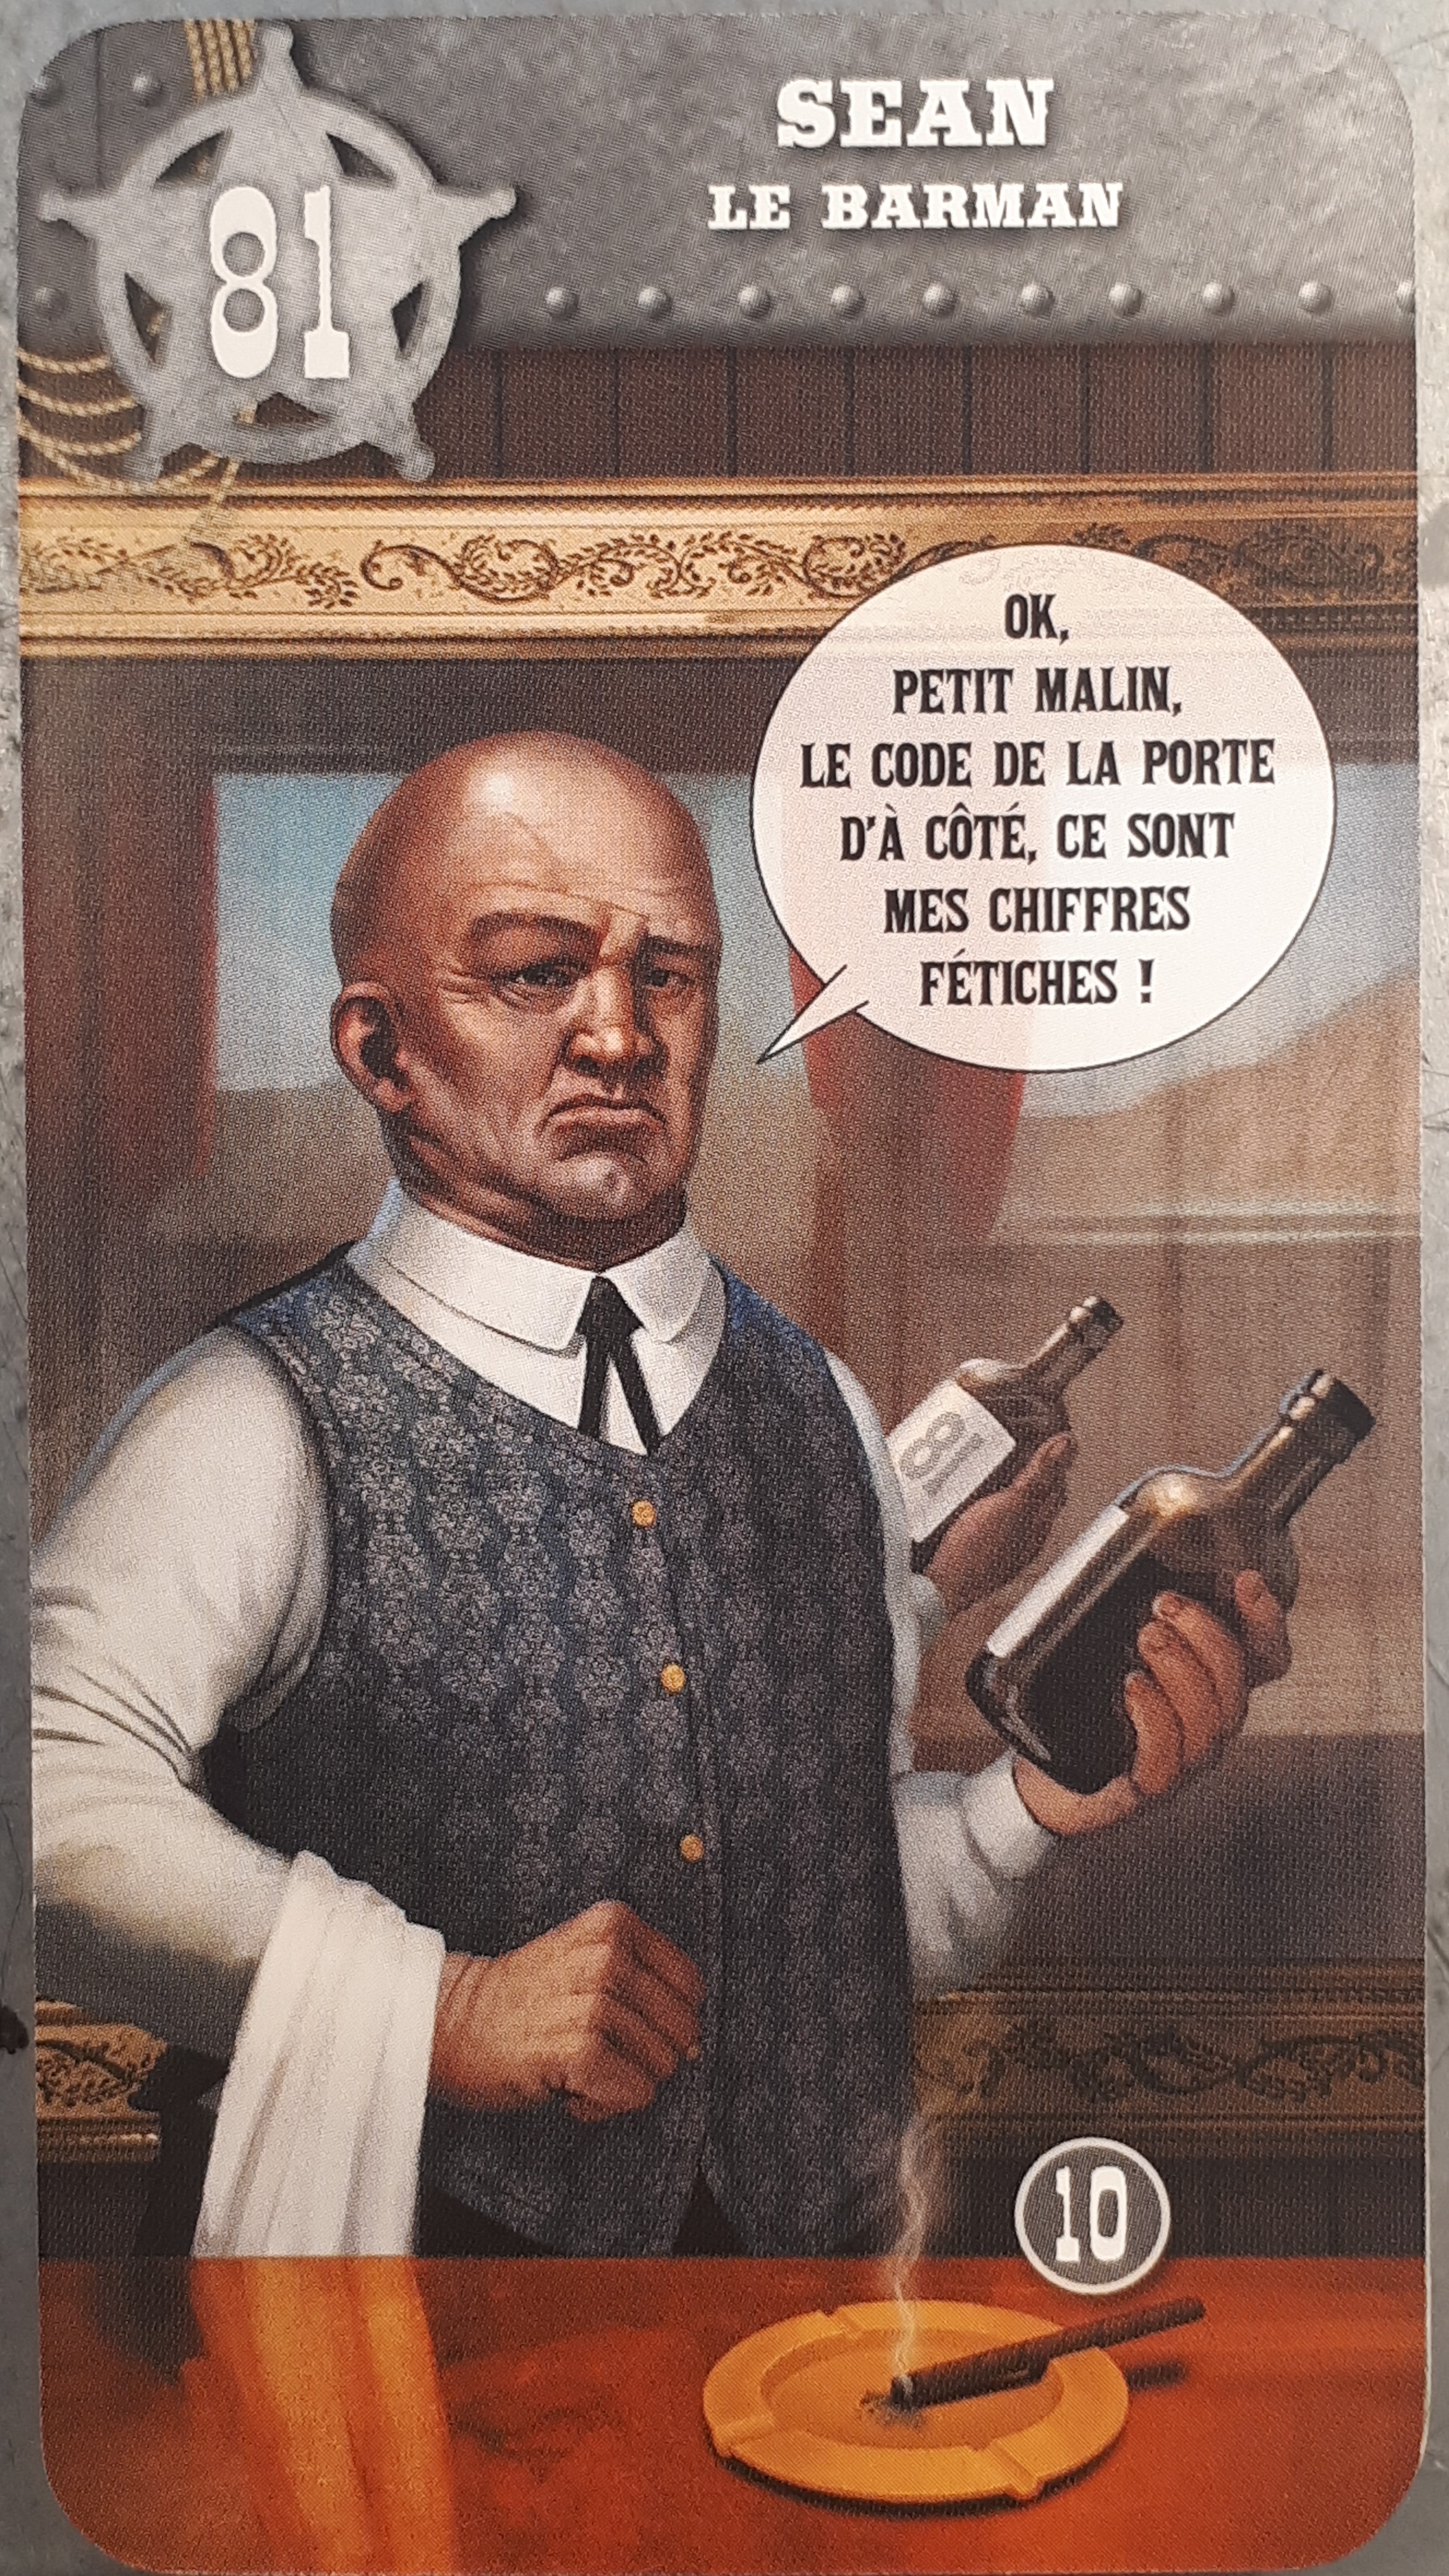 SEAN
LE BARMAN
81
OK,
PETIT MALIN,
LE CODE DE LA PORTE
D'À CÔTÉ, CE SONT
MES CHIFFRES
FÉTICHES !
81
10